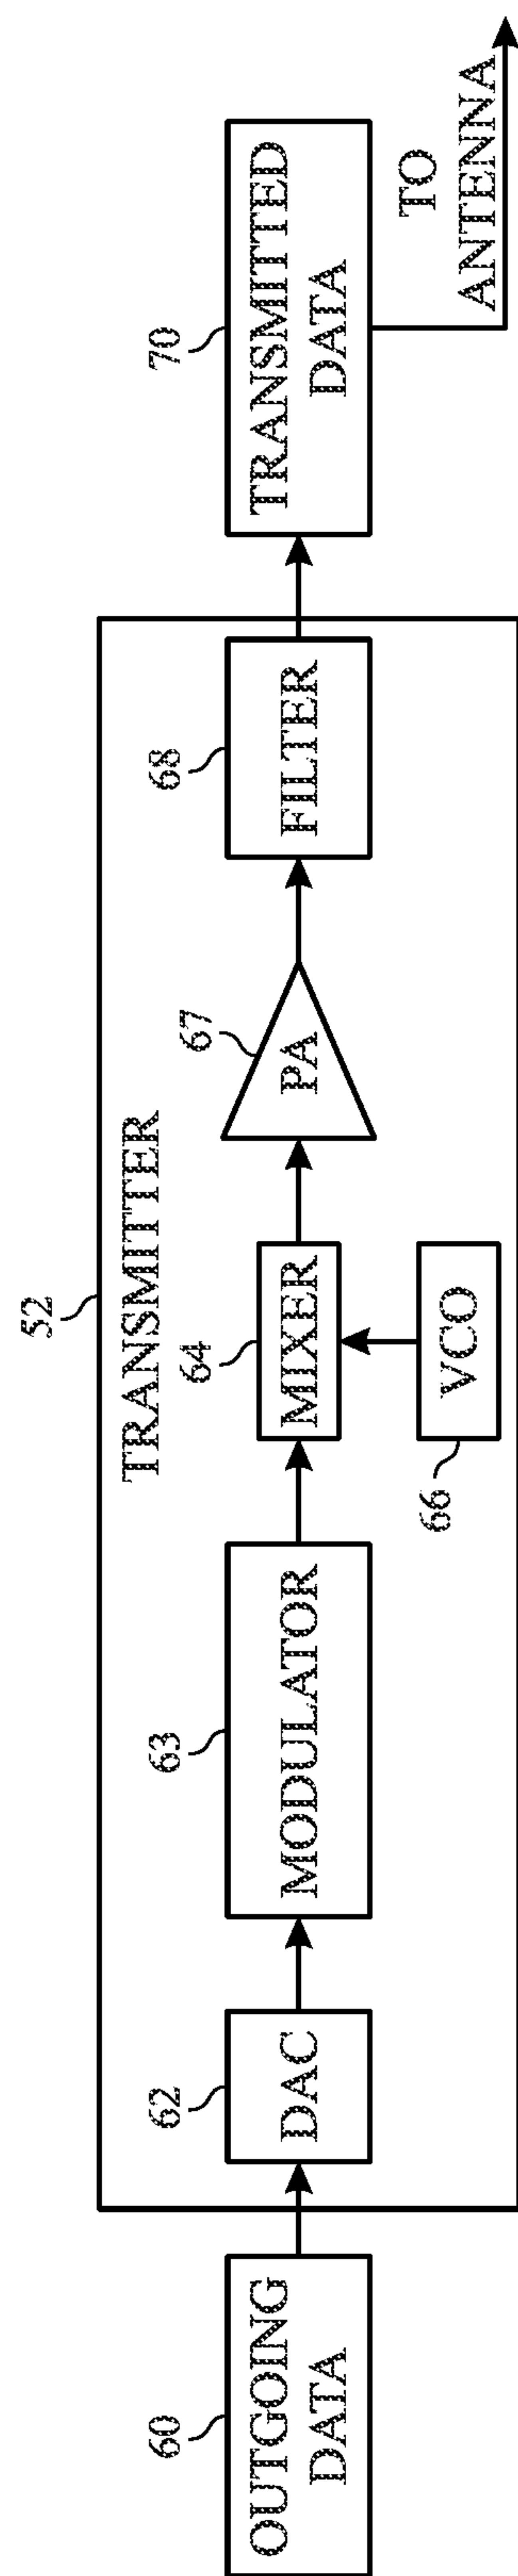 52
TRANSMITTER
60
OUTGOING
DATA
62
DAC
63
MODULATOR
64
MIXER
66
VCO
67
PA
68
FILTER
70
TRANSMITTED
DATA
TO
ANTENNA